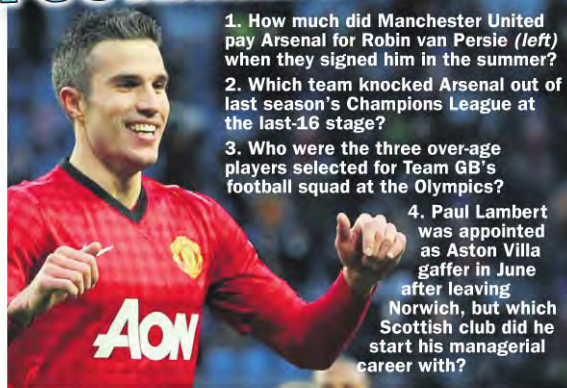 1. How much did Manchester United
pay Arsenal for Robin van Persie (left)
when they signed him in the summer?
2. Which team knocked Arsenal out of
last season's Champions League at
the last-16 stage?
3. Who were the three over-age
players selected for Team GB's
football squad at the Olympics?
4. Paul Lambert
was appointed
as Aston Villa
gaffer in June
after leaving
Norwich, but which
Scottish club did he
start his managerial
career with?
AON